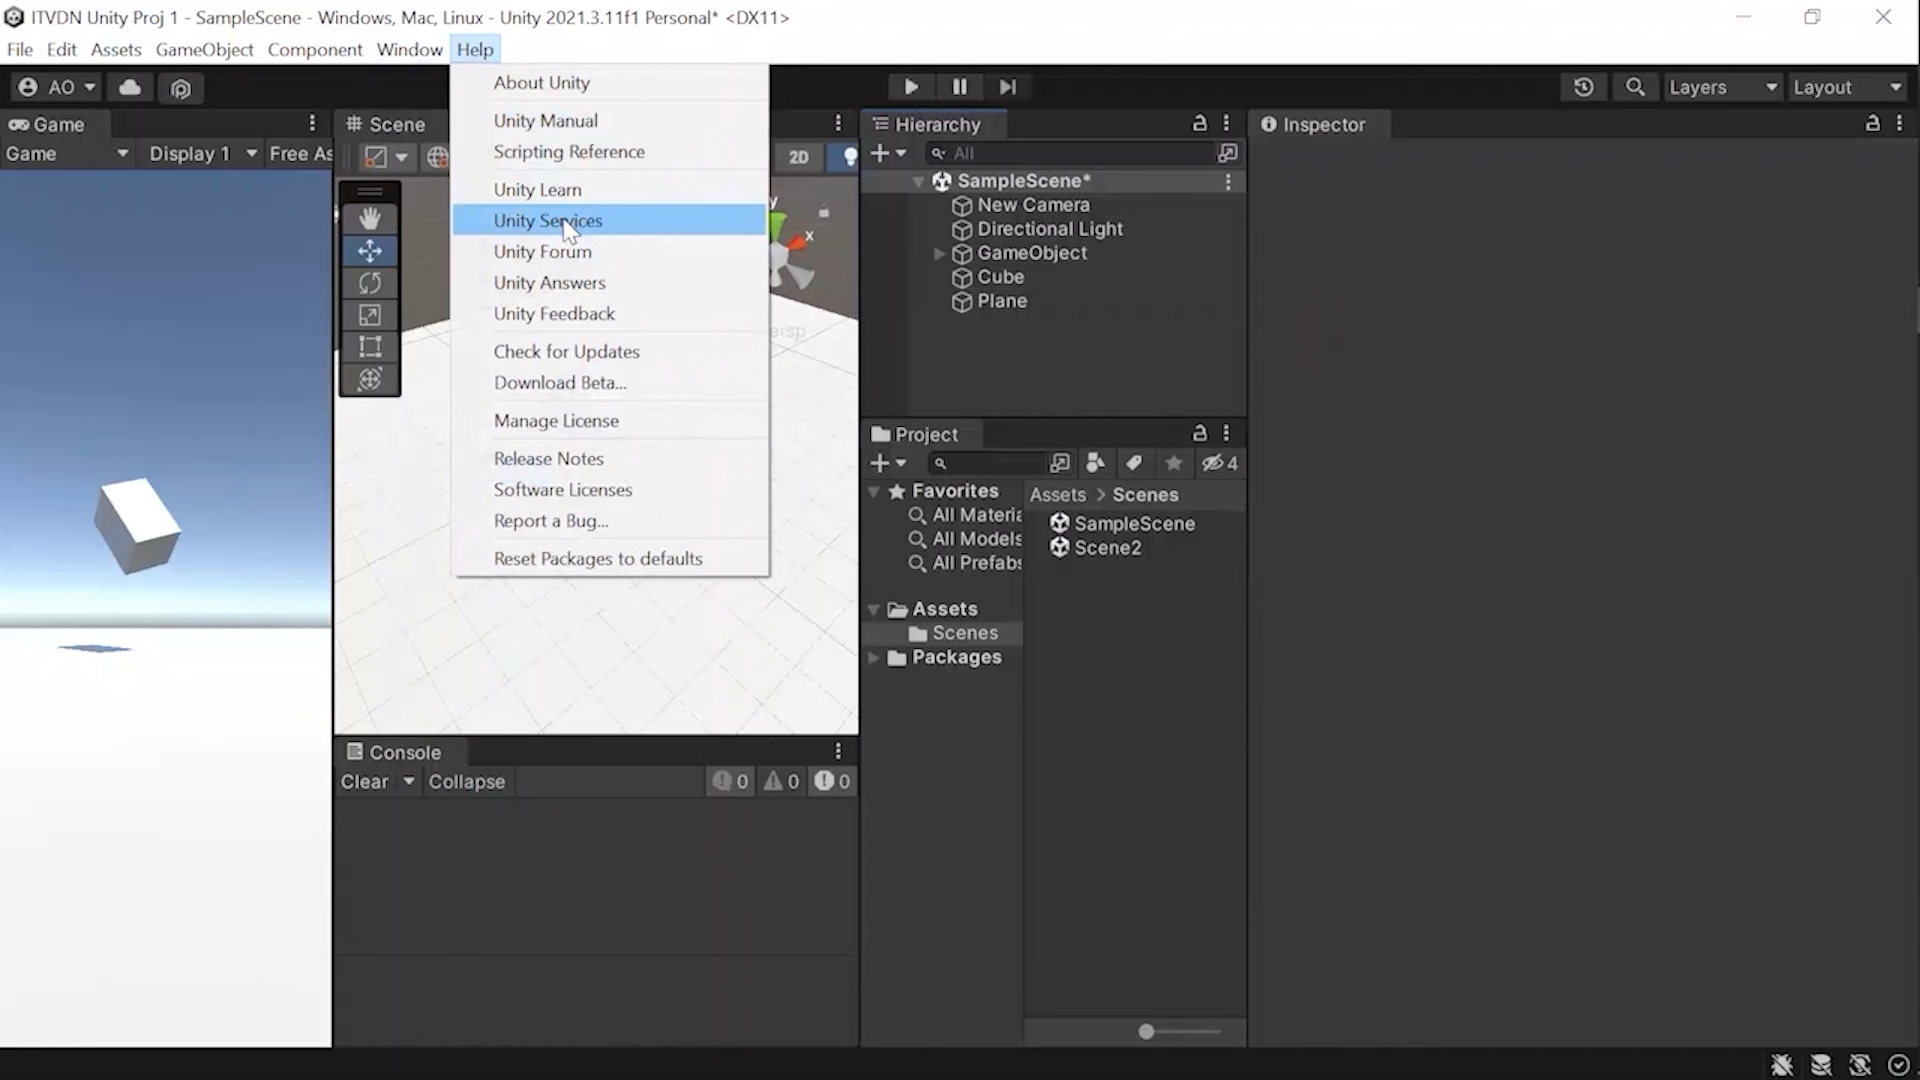 ITVDN Unity Proj 1 - SampleScene - Windows, Mac, Linux - Unity 2021.3.11f1 Personal* <DX11>
File Edit Assets GameObject Component Window Help
AO
Layers
Layout
About Unity
Unity Manual
Scripting Reference
Unity Learn
Unity Services
Unity Forum
Unity Answers
Unity Feedback
Check for Updates
Download Beta...
Manage License
Release Notes
Software Licenses
Report a Bug...
Reset Packages to defaults
Game
Game Display 1 Free As
Scene
2D
y
x
Console
Clear Collapse 0 0 0
Hierarchy
All
SampleScene*
New Camera
Directional Light
GameObject
Cube
Plane
Project
4
Favorites
All Materia
All Models
All Prefabs
Assets
Scenes
Packages
Assets > Scenes
SampleScene
Scene2
Inspector